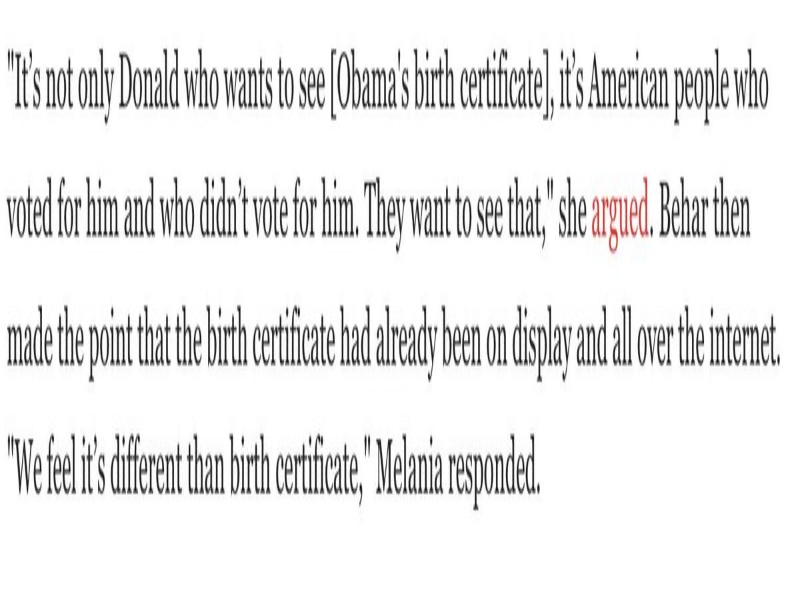 "It’s not only Donald who wants to see [Obama's birth certificate], it’s American people who
voted for him and who didn’t vote for him. They want to see that," she argued. Behar then
made the point that the birth certificate had already been on display and all over the internet.
"We feel it’s different than birth certificate," Melania responded.